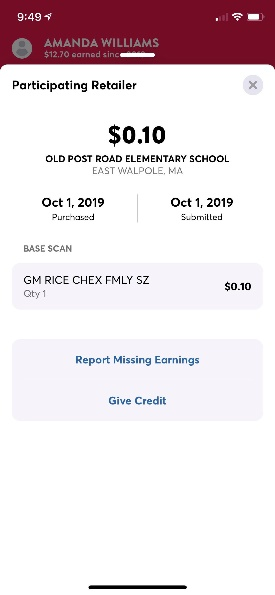 9:49
AMANDA WILLIAMS
$12.70 earned sinc
Participating Retailer
$0.10
OLD POST ROAD ELEMENTARY SCHOOL
EAST WALPOLE, MA
Oct 1, 2019 Oct 1, 2019
Purchased Submitted
BASE SCAN
GM RICE CHEX FMLY SZ
Qty 1 $0.10
Report Missing Earnings
Give Credit